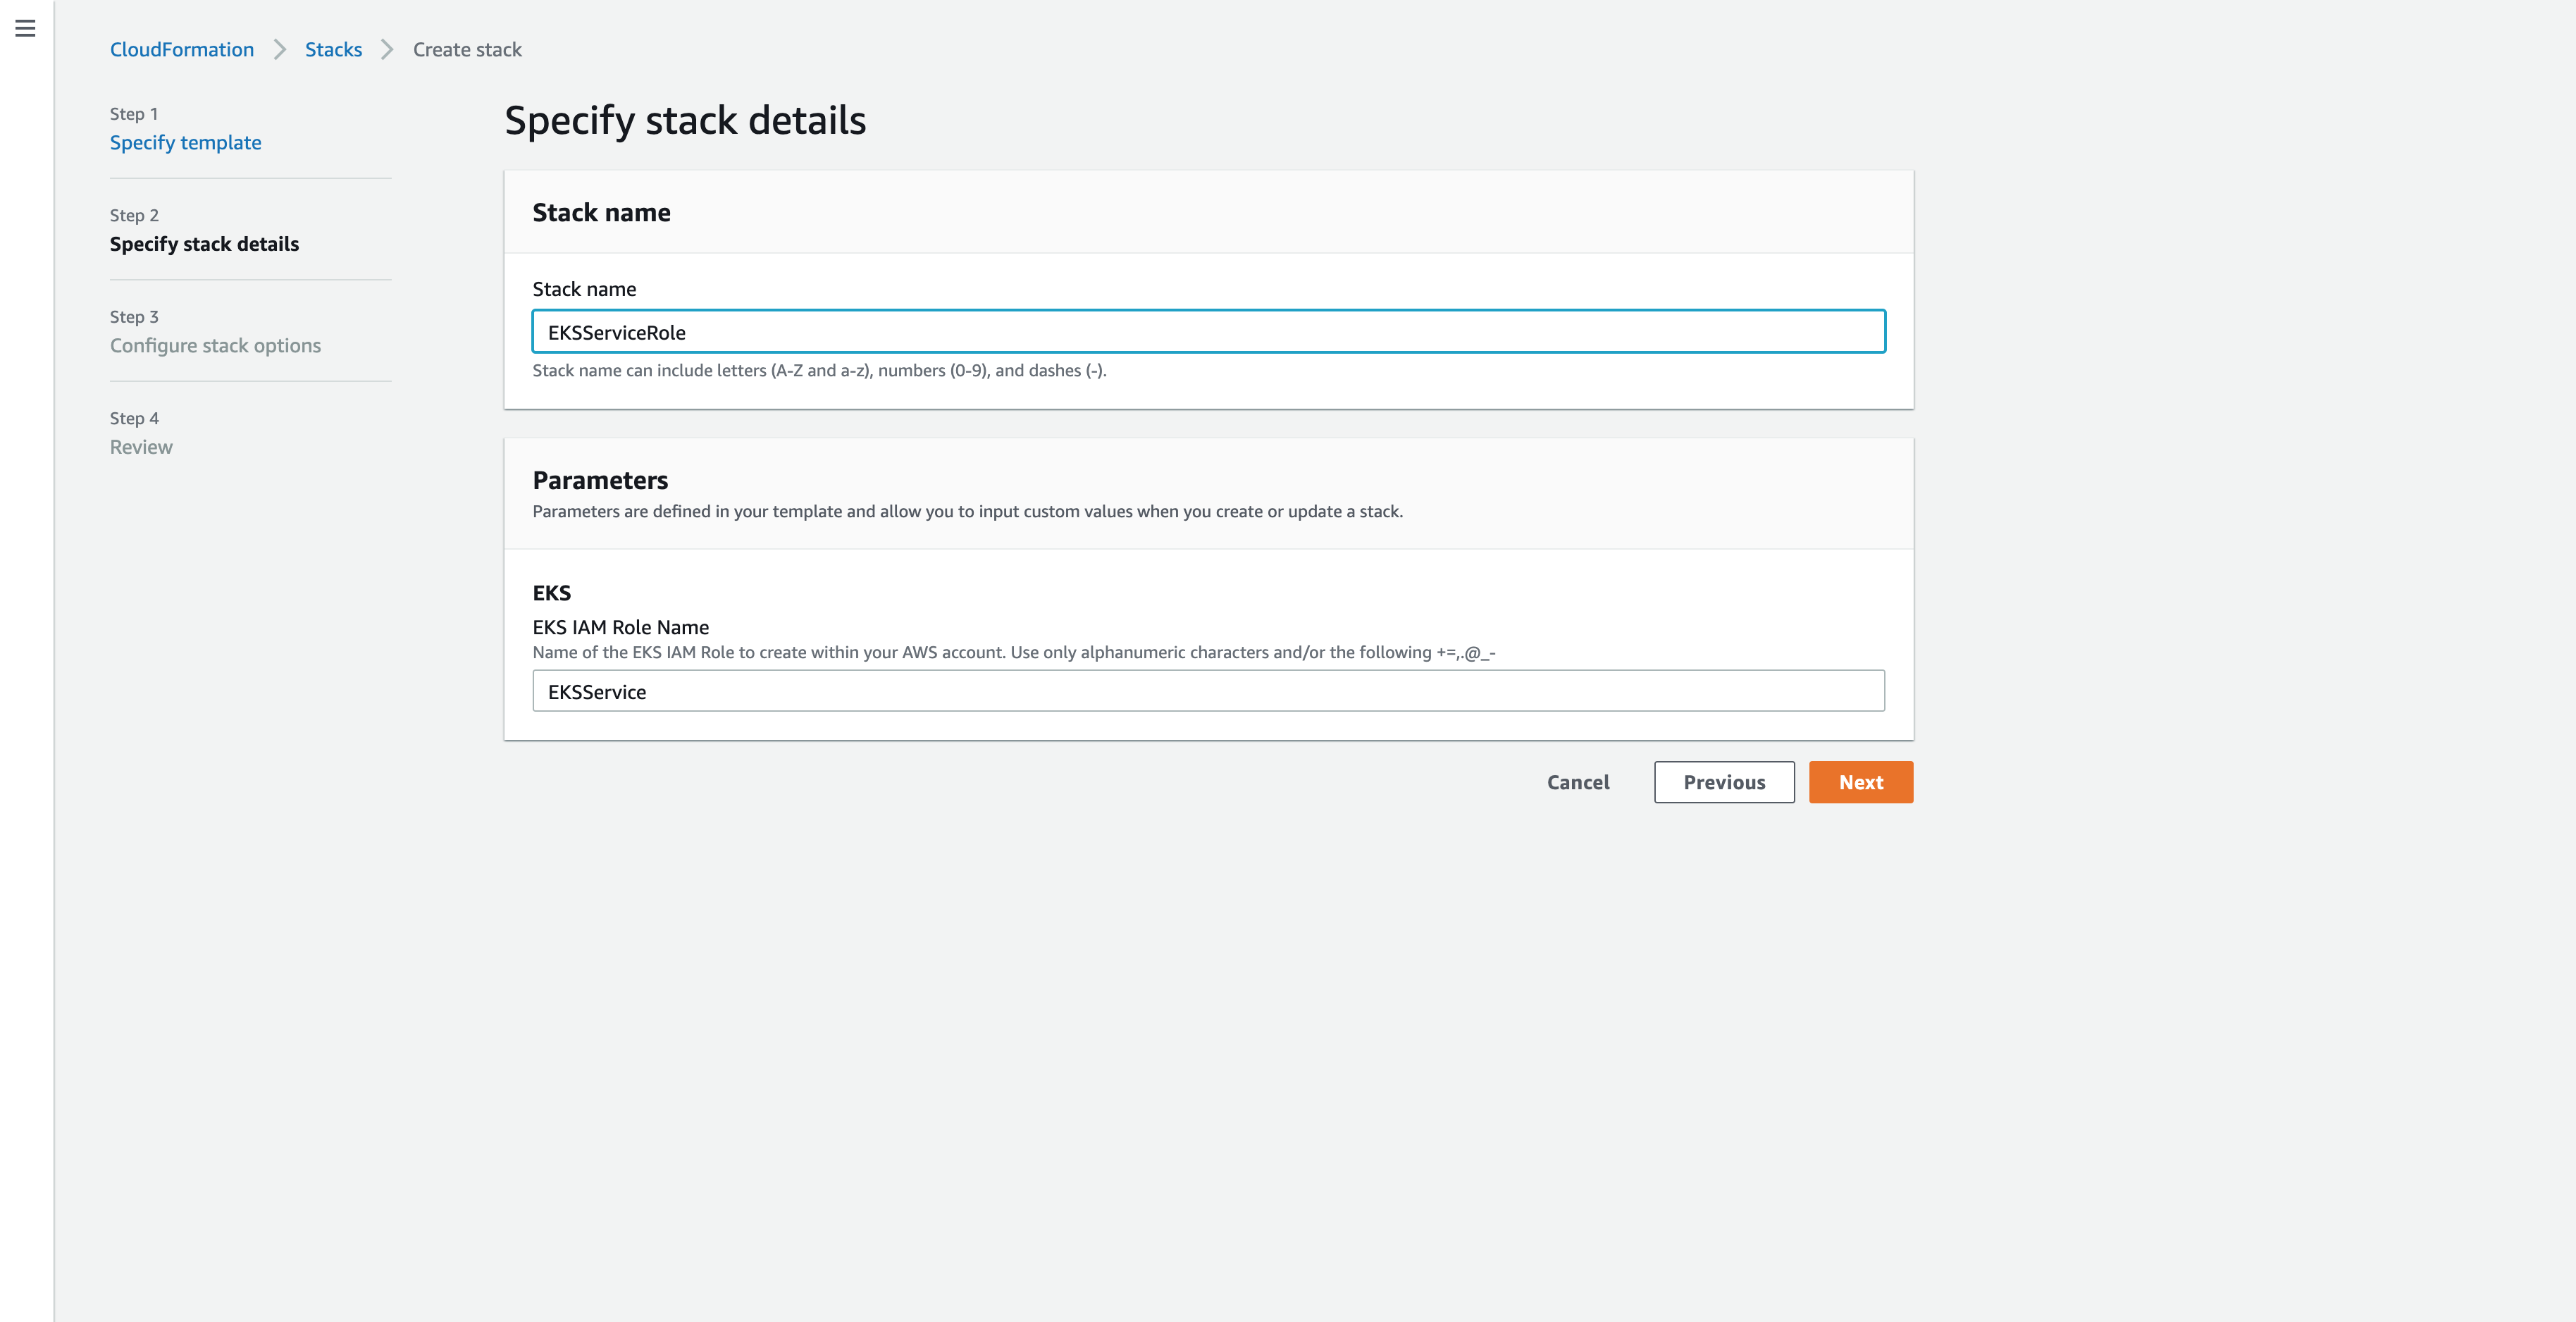 CloudFormation
Stacks
Create stack
Step 1
Specify template
Step 2
Specify stack details
Step 3
Configure stack options
Step 4
Review
Specify stack details
Stack name
Stack name
EKSServiceRole
Stack name can include letters (A-Z and a-z), numbers (0-9), and dashes (-).
Parameters
Parameters are defined in your template and allow you to input custom values when you create or update a stack.
EKS
EKS IAM Role Name
Name of the EKS IAM Role to create within your AWS account. Use only alphanumeric characters and/or the following +=,.@_-
EKSService
Cancel
Previous
Next